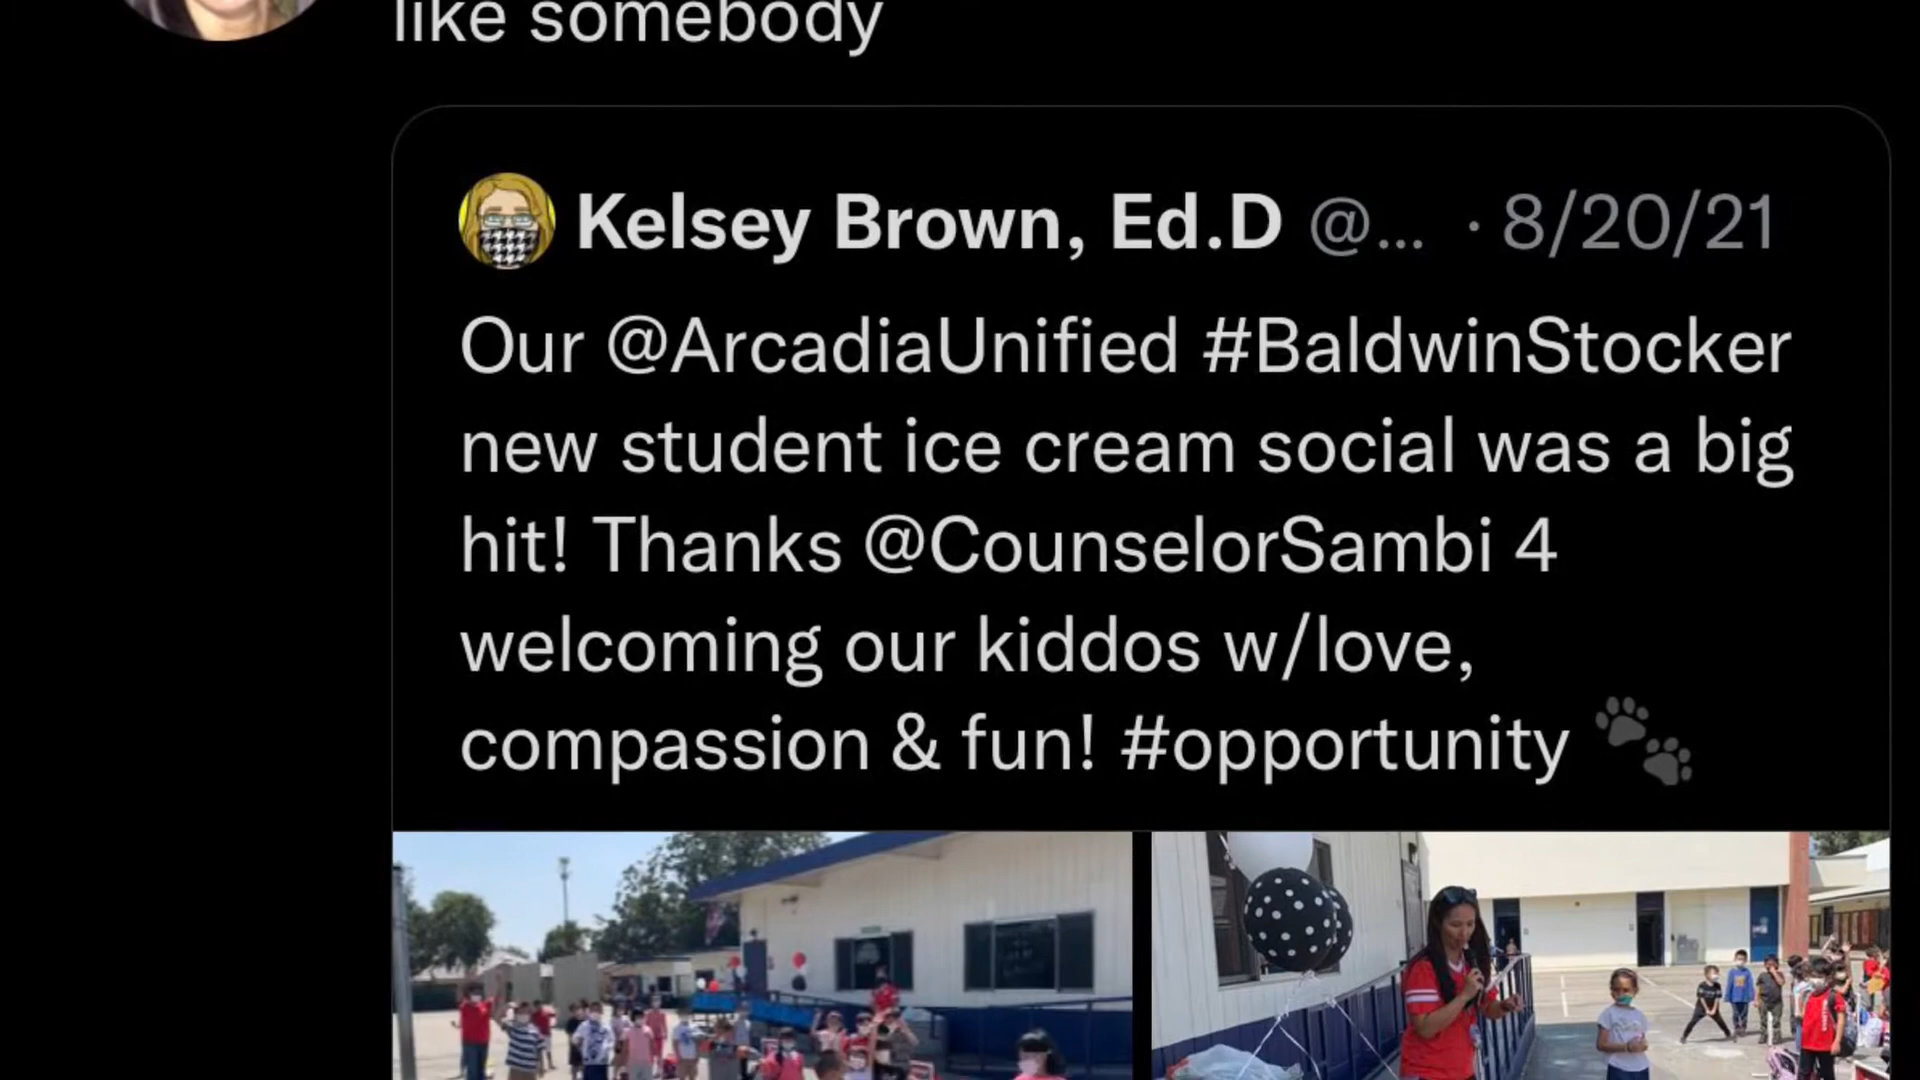 like somebody
Kelsey Brown, Ed.D @... · 8/20/21
Our @ArcadiaUnified #BaldwinStocker
new student ice cream social was a big
hit! Thanks @CounselorSambi 4
welcoming our kiddos w/love,
compassion & fun! #opportunity 🐾